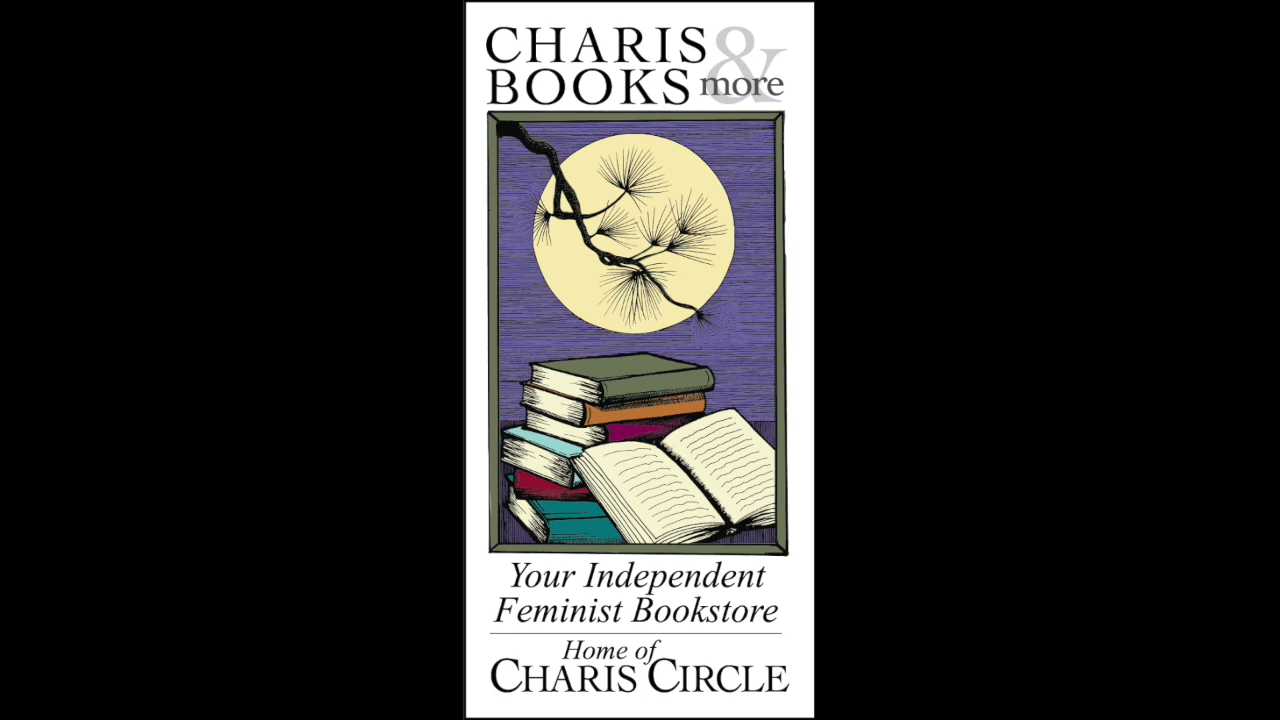 CHARIS &
BOOKS more
Your Independent
Feminist Bookstore
Home of
CHARIS CIRCLE